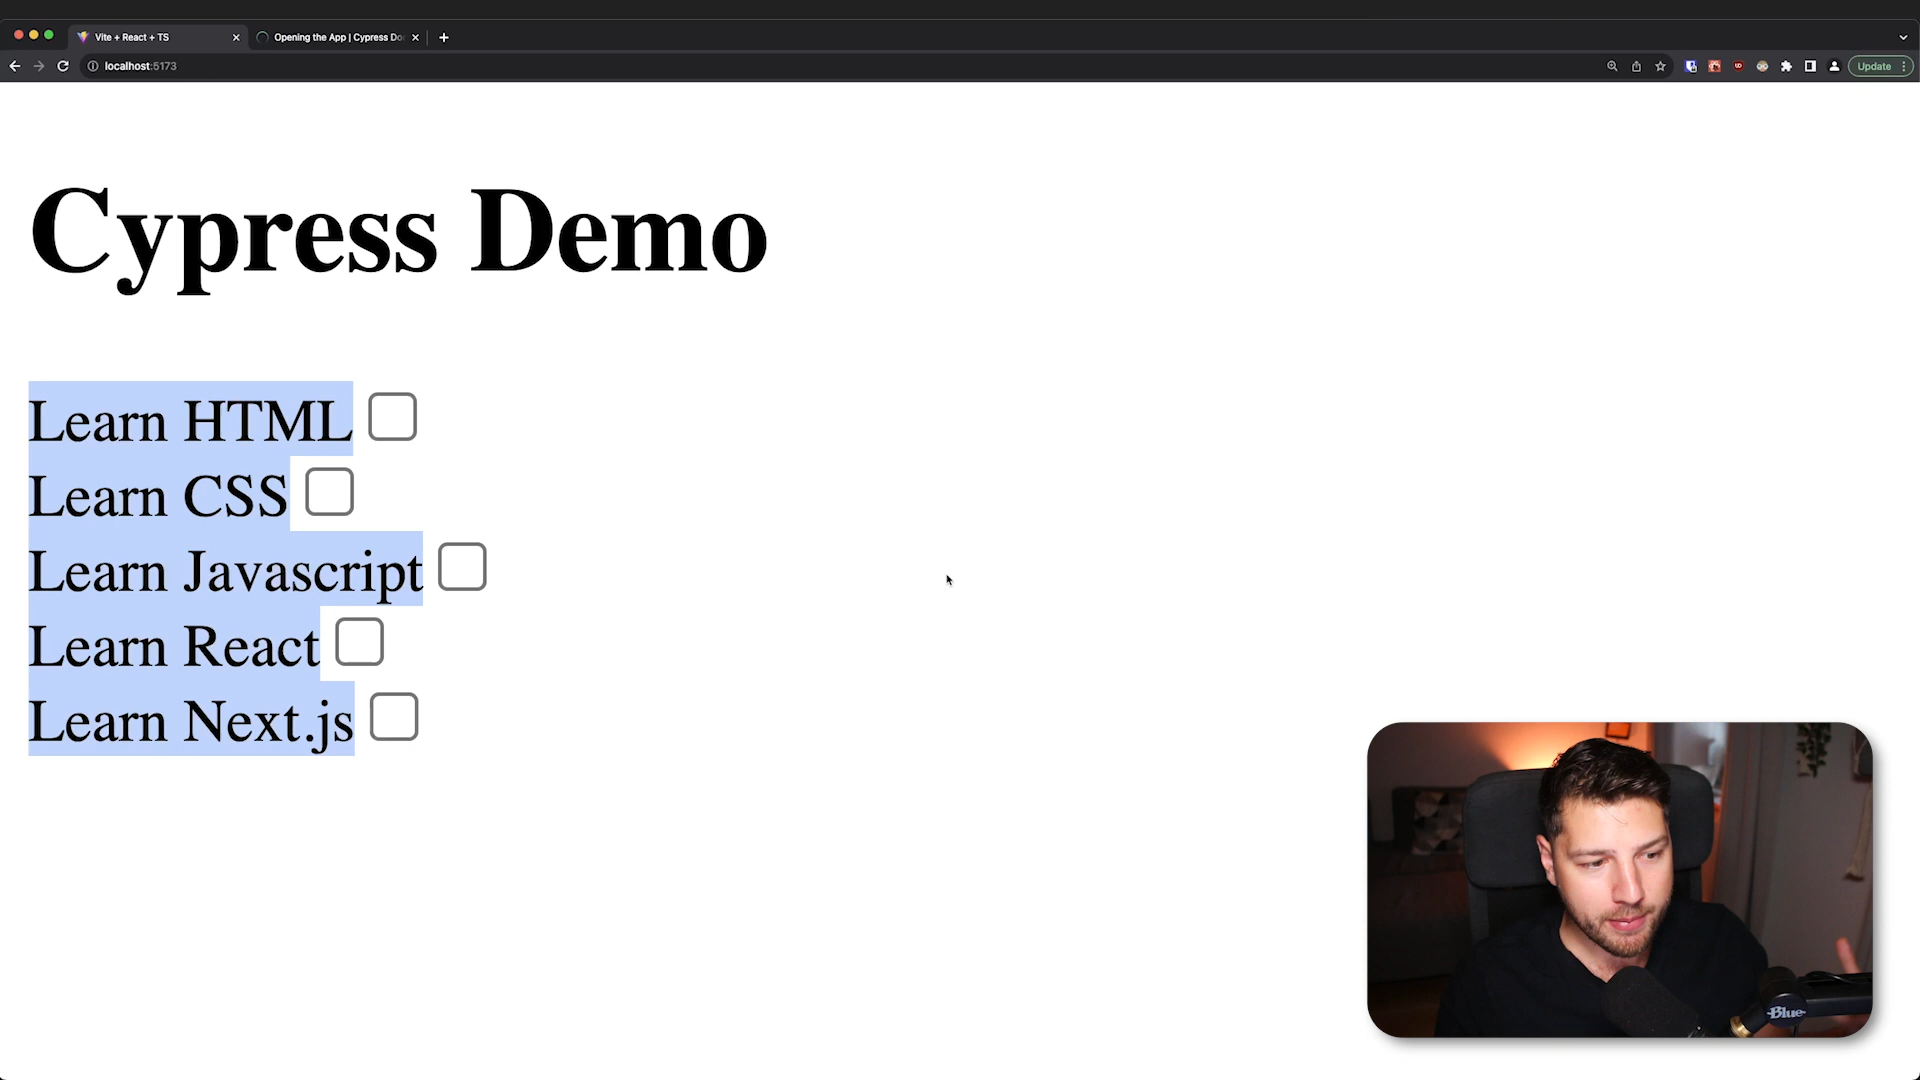 Vite + React + TS
Opening the App | Cypress Do
localhost:5173
Update
Cypress Demo
Learn HTML
Learn CSS
Learn Javascript
Learn React
Learn Next.js
Blue